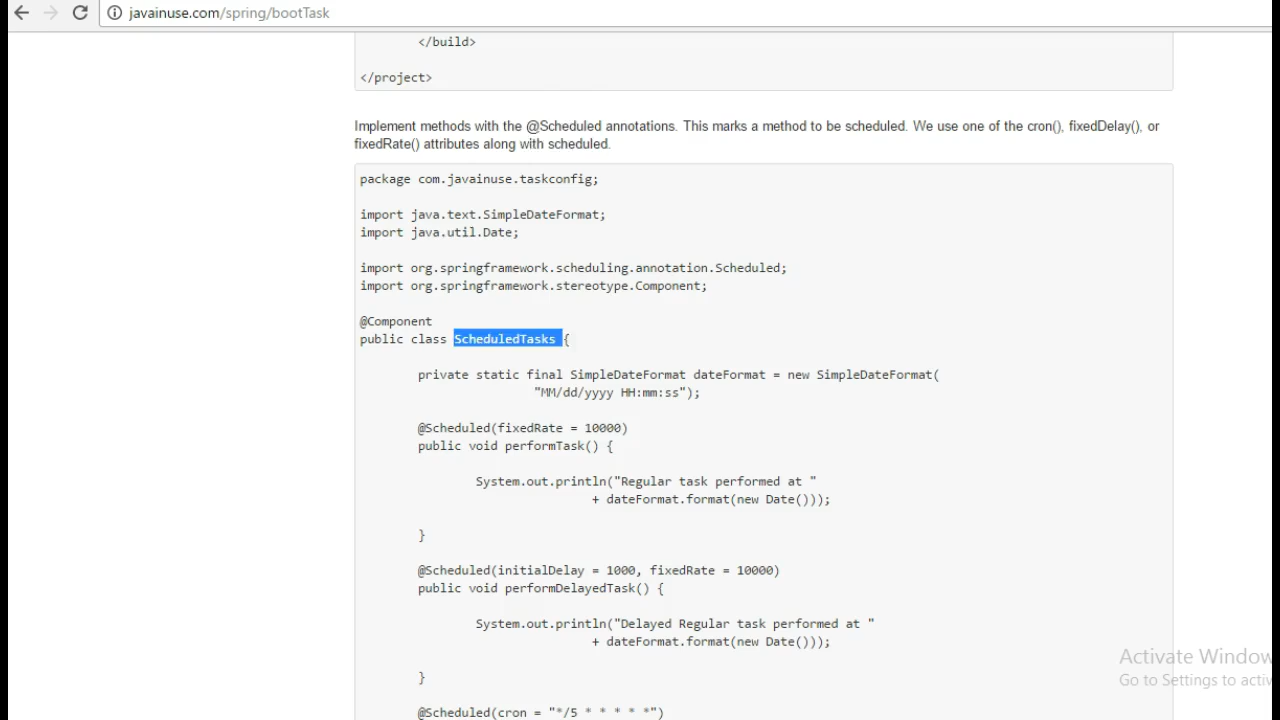 javainuse.com/spring/bootTask
</build>
</project>
Implement methods with the @Scheduled annotations. This marks a method to be scheduled. We use one of the cron(), fixedDelay(), or
fixedRate() attributes along with scheduled.
package com.javainuse.taskconfig;
import java.text.SimpleDateFormat;
import java.util.Date;
import org.springframework.scheduling.annotation.Scheduled;
import org.springframework.stereotype.Component;
@Component
public class ScheduledTasks {
private static final SimpleDateFormat dateFormat = new SimpleDateFormat(
"MM/dd/yyyy HH:mm:ss");
@Scheduled(fixedRate = 10000)
public void performTask() {
System.out.println("Regular task performed at "
+ dateFormat.format(new Date()));
}
@Scheduled(initialDelay = 1000, fixedRate = 10000)
public void performDelayedTask() {
System.out.println("Delayed Regular task performed at "
+ dateFormat.format(new Date()));
}
@Scheduled(cron = "*/5 * * * * *")
Activate Window
Go to Settings to activ